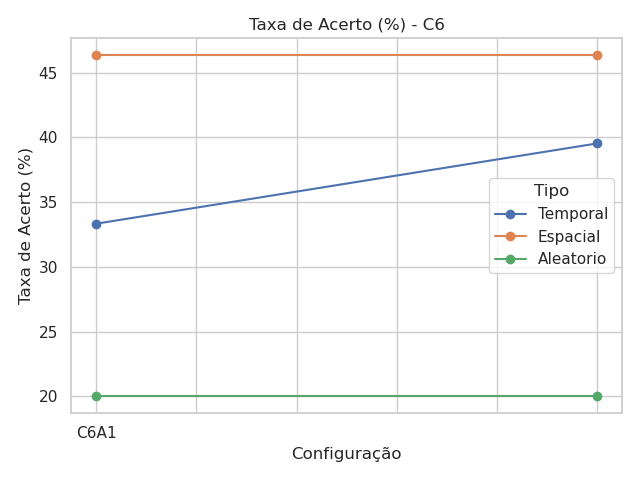 Taxa de Acerto (%) - C6
Taxa de Acerto (%)
45
40
35
30
25
20
Tipo
Temporal
Espacial
Aleatorio
C6A1
Configuração